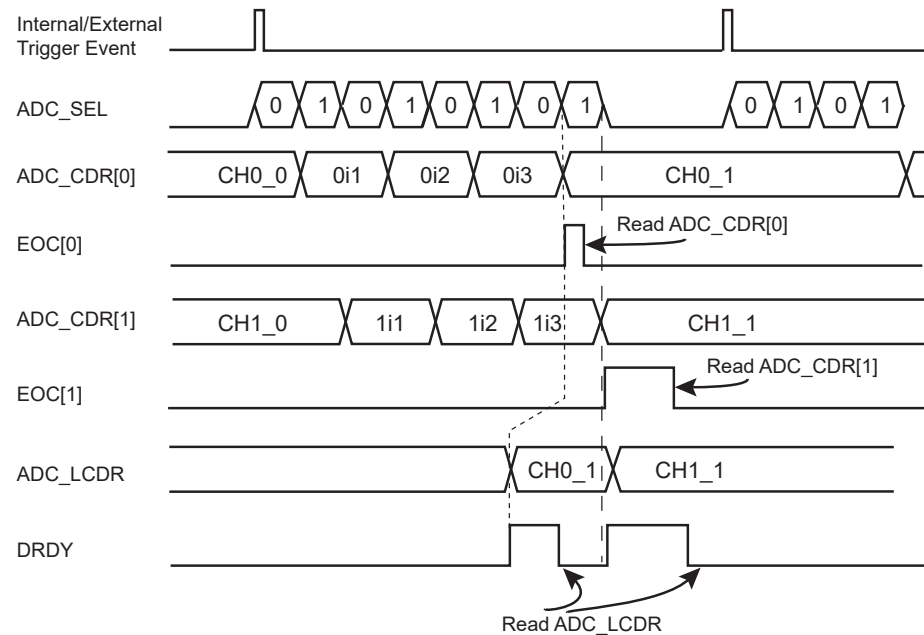 Internal/External
Trigger Event
ADC_SEL
0 1 0 1 0 1 0 1 0 1 0 1
ADC_CDR[0]
CH0_0 0i1 0i2 0i3 CH0_1
Read ADC_CDR[0]
EOC[0]
ADC_CDR[1]
CH1_0 1i1 1i2 1i3 CH1_1
Read ADC_CDR[1]
EOC[1]
ADC_LCDR
CH0_1 CH1_1
DRDY
Read ADC_LCDR